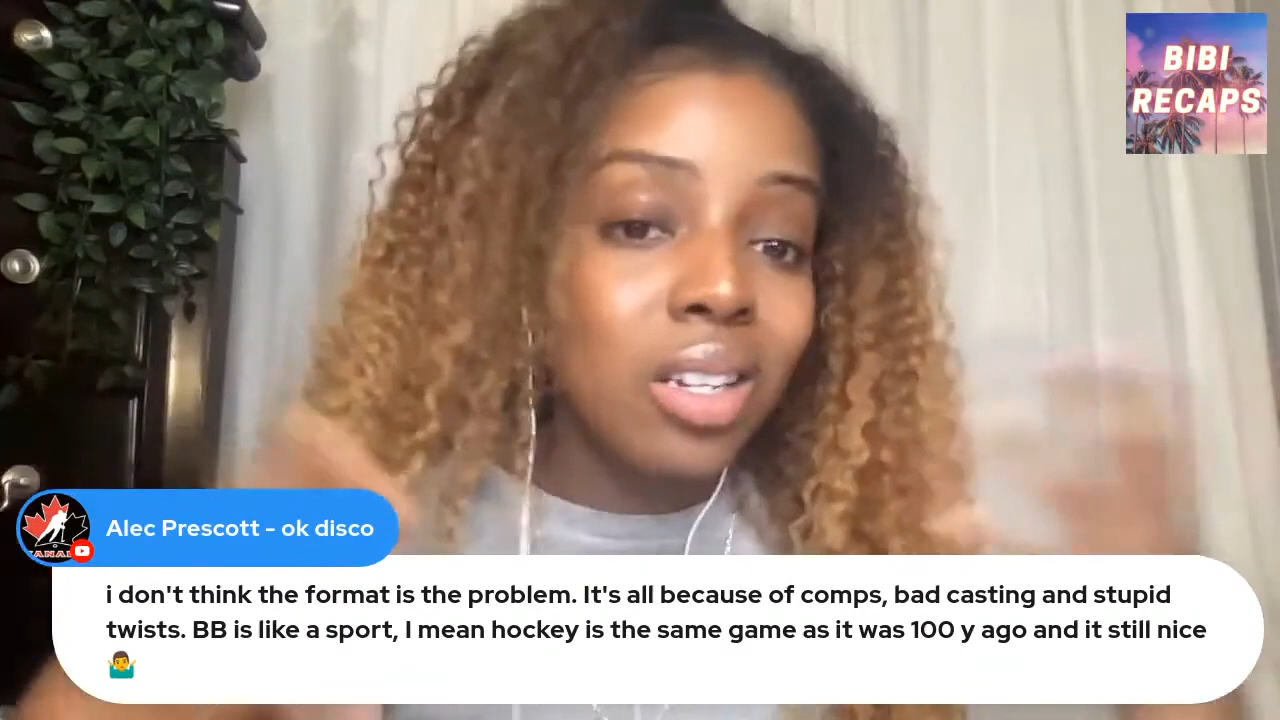 BIBI
RECAPS
CANADA
Alec Prescott - ok disco
i don't think the format is the problem. It's all because of comps, bad casting and stupid
twists. BB is like a sport, I mean hockey is the same game as it was 100 y ago and it still nice
🤷‍♂️